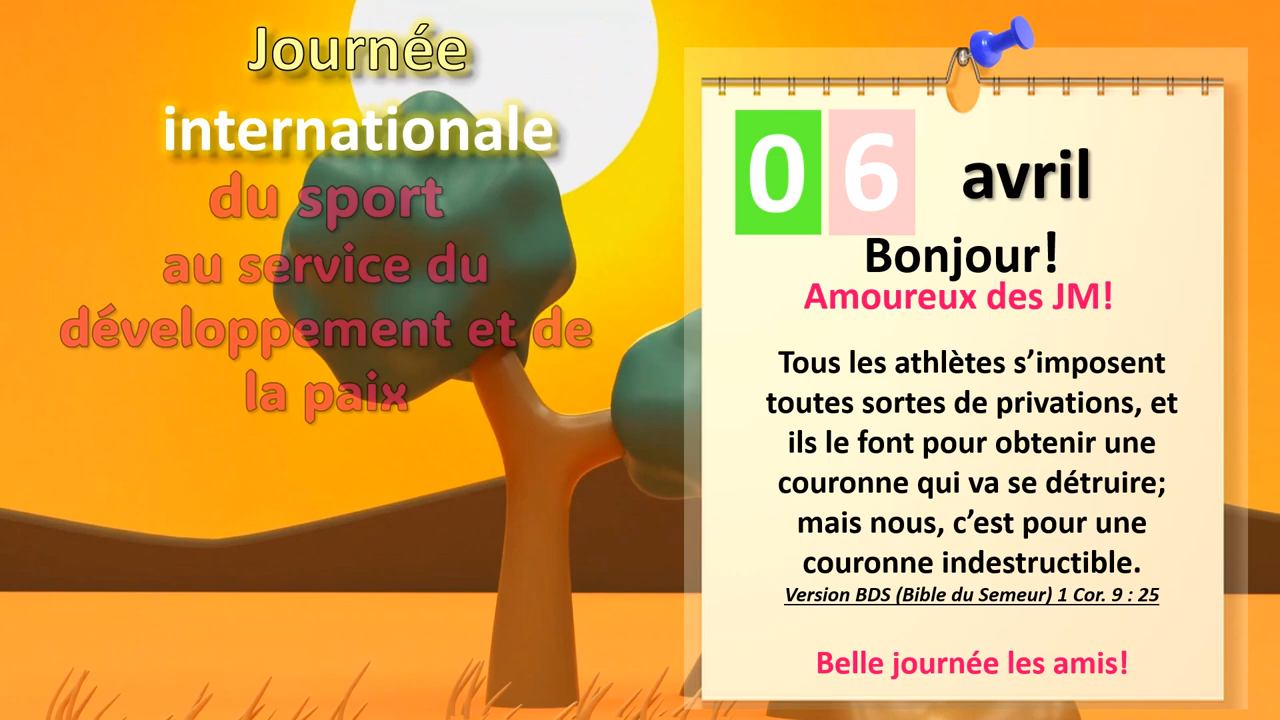 Journée
internationale
du sport
au service du
développement et de
la paix
06 avril
Bonjour!
Amoureux des JM!
Tous les athlètes s’imposent
toutes sortes de privations, et
ils le font pour obtenir une
couronne qui va se détruire;
mais nous, c’est pour une
couronne indestructible.
Version BDS (Bible du Semeur) 1 Cor. 9 : 25
Belle journée les amis!